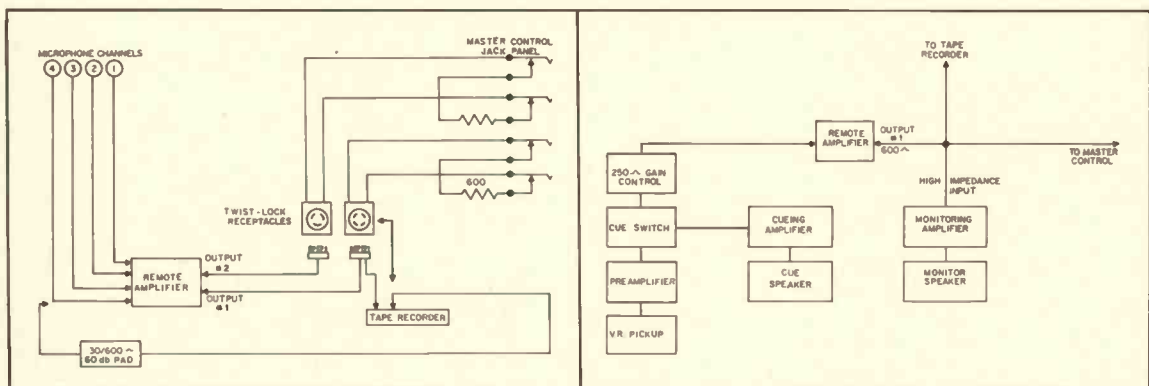 MICROPHONE CHANNELS
4 3 2 1
MASTER CONTROL
JACK PANEL
600
TWIST-LOCK
RECEPTACLES
REMOTE
AMPLIFIER
OUTPUT
#2
OUTPUT
#1
TAPE RECORDER
30/600~
60 db PAD
TO TAPE
RECORDER
REMOTE
AMPLIFIER
OUTPUT
#1
600~
TO MASTER
CONTROL
250~ GAIN
CONTROL
HIGH IMPEDANCE
INPUT
CUE SWITCH
CUEING
AMPLIFIER
MONITORING
AMPLIFIER
PREAMPLIFIER
CUE
SPEAKER
MONITOR
SPEAKER
V.R. PICKUP